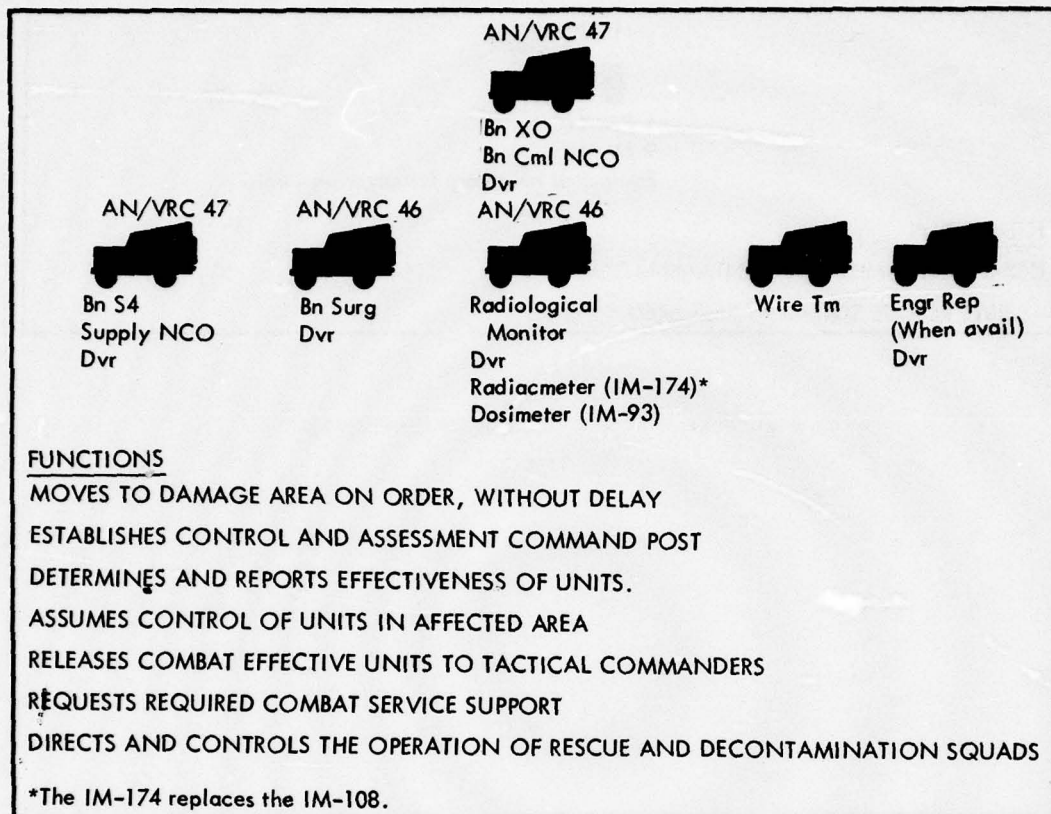 AN/VRC 47
Bn XO
Bn Cml NCO
Dvr
AN/VRC 47
Bn S4
Supply NCO
Dvr
AN/VRC 46
Bn Surg
Dvr
AN/VRC 46
Radiological
Monitor
Dvr
Radiacmeter (IM-174)*
Dosimeter (IM-93)
Wire Tm
Engr Rep
(When avail)
Dvr
FUNCTIONS
MOVES TO DAMAGE AREA ON ORDER, WITHOUT DELAY
ESTABLISHES CONTROL AND ASSESSMENT COMMAND POST
DETERMINES AND REPORTS EFFECTIVENESS OF UNITS.
ASSUMES CONTROL OF UNITS IN AFFECTED AREA
RELEASES COMBAT EFFECTIVE UNITS TO TACTICAL COMMANDERS
REQUESTS REQUIRED COMBAT SERVICE SUPPORT
DIRECTS AND CONTROLS THE OPERATION OF RESCUE AND DECONTAMINATION SQUADS
*The IM-174 replaces the IM-108.